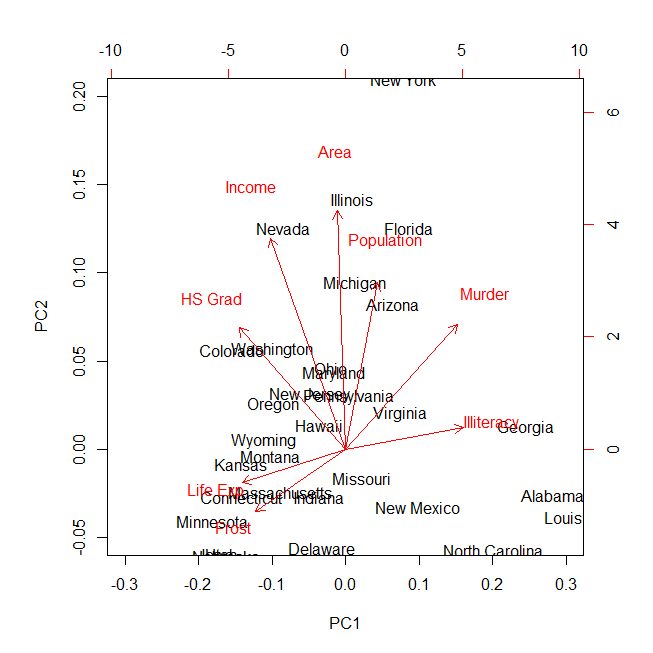 -10 -5 0 5 10
New York
0.20
6
Area
Income
0.15
Illinois
Nevada
Florida
4
Population
Michigan
0.10
Murder
HS Grad
Arizona
2
Washington
Colorado
0.05
Ohio
Maryland
New Jersey
Pennsylvania
Oregon
Virginia
Illiteracy
Georgia
Hawaii
Wyoming
0.00
0
Montana
Kansas
Missouri
Life Exp
Massachusetts
Connecticut
Indiana
Alabama
New Mexico
Louis
Minnesota
Frost
-0.05
Delaware
North Carolina
-0.3 -0.2 -0.1 0.0 0.1 0.2 0.3
PC1
PC2